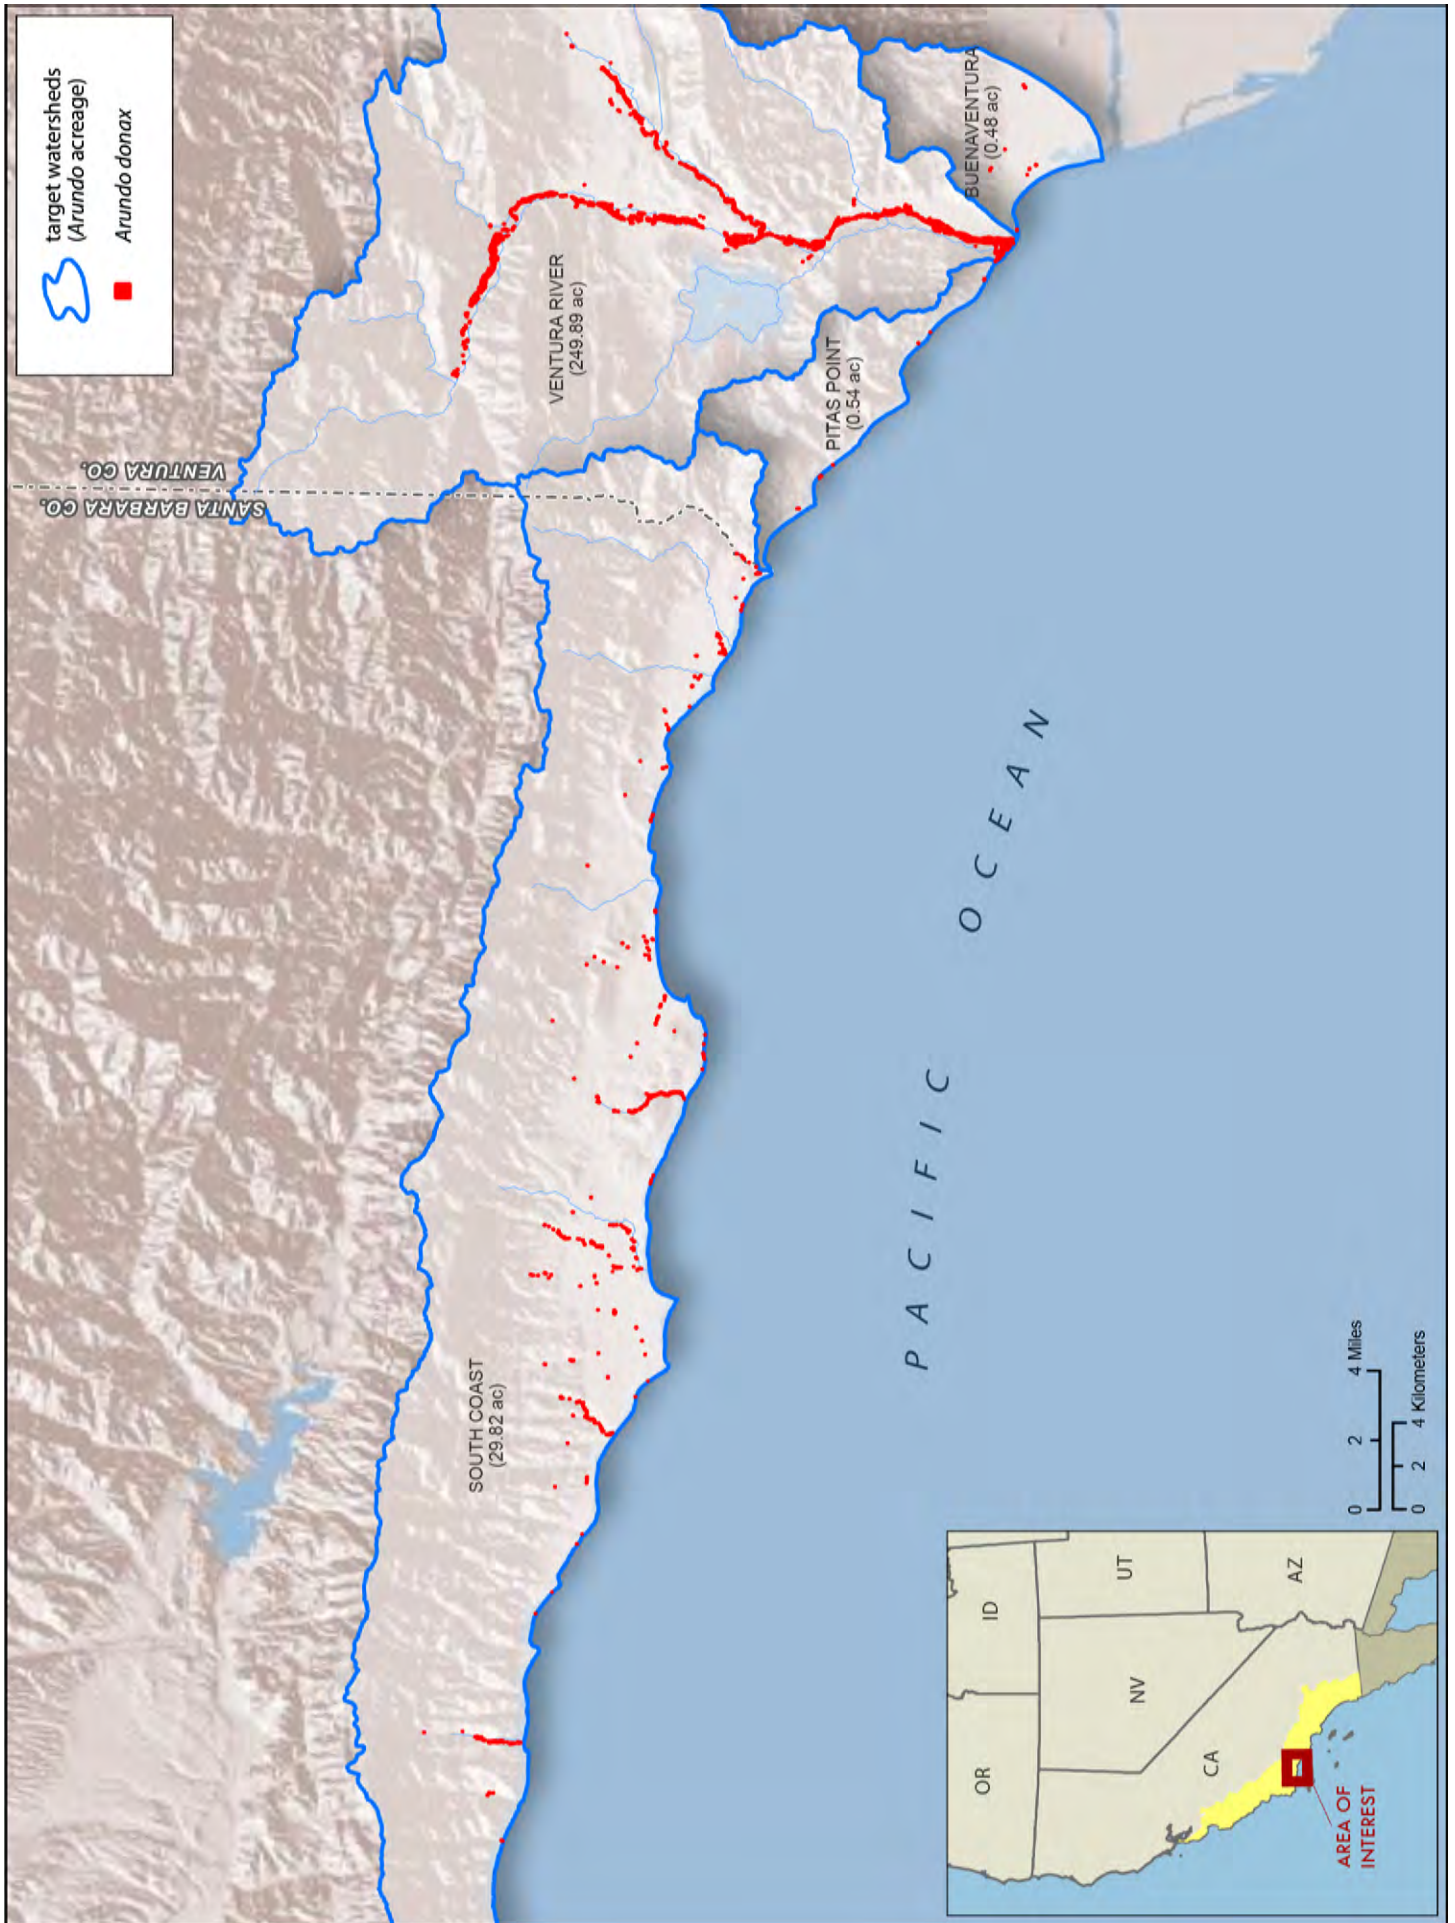 target watersheds
(Arundo acreage)
Arundo donax
SANTA BARBARA CO.
VENTURA CO.
VENTURA RIVER
(249.89 ac)
BUENAVENTURA
(0.48 ac)
PITAS POINT
(0.54 ac)
SOUTH COAST
(29.82 ac)
PACIFIC OCEAN
0 2 4 Miles
0 2 4 Kilometers
OR
ID
NV
UT
CA
AZ
AREA OF
INTEREST